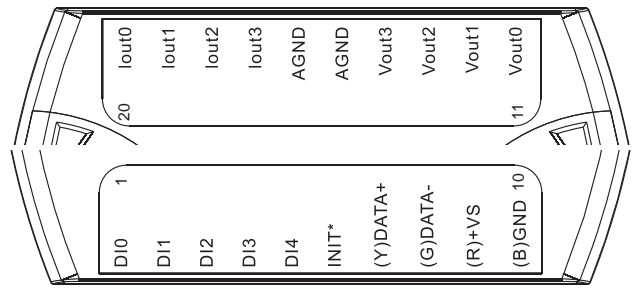 Iout0
Iout1
Iout2
Iout3
AGND
AGND
Vout3
Vout2
Vout1
Vout0
20
11
1
10
DI0
DI1
DI2
DI3
DI4
INIT*
(Y)DATA+
(G)DATA-
(R)+VS
(B)GND